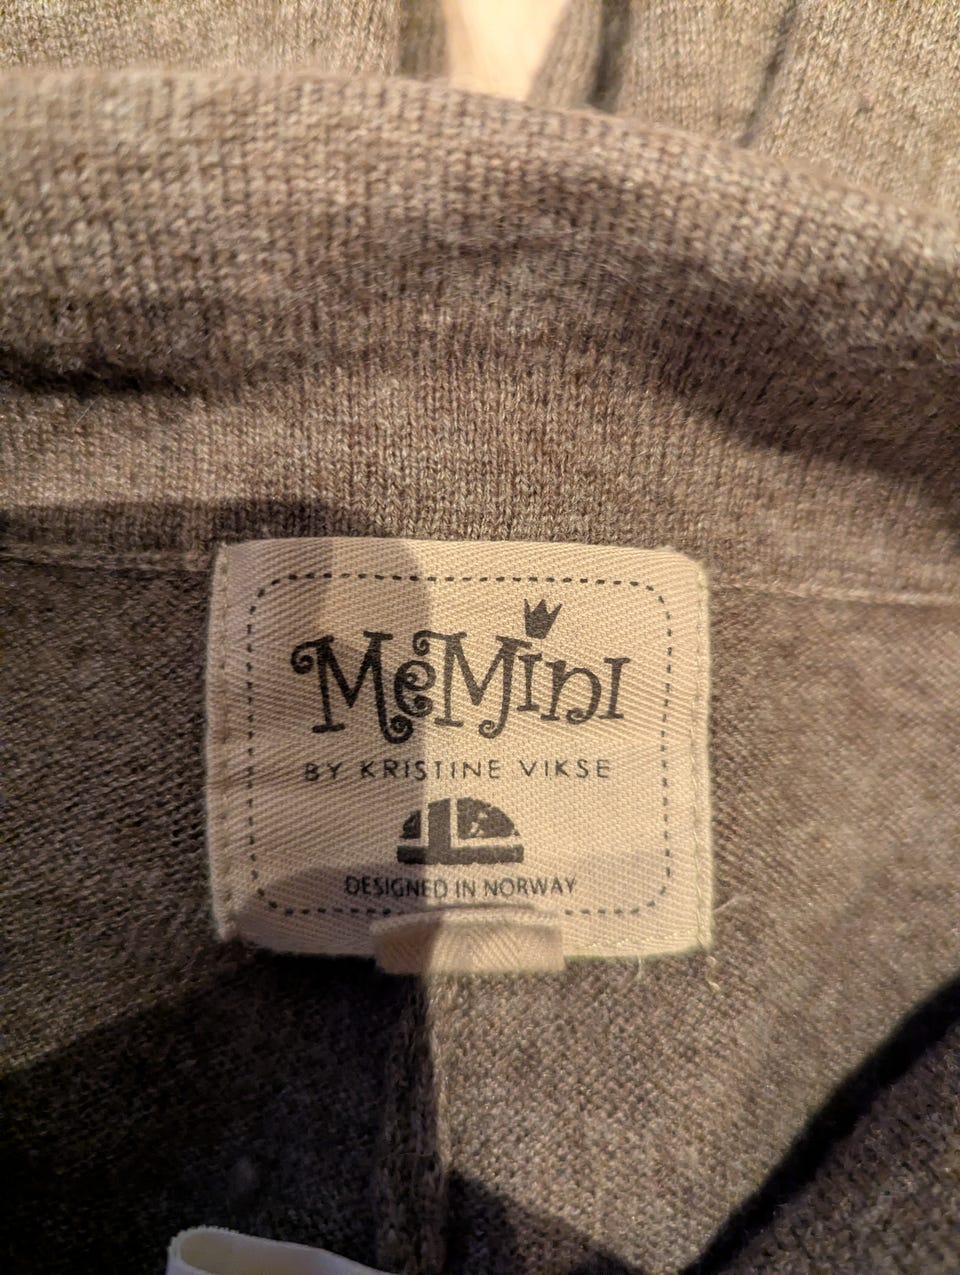 MeMini
BY KRISTINE VIKSE
DESIGNED IN NORWAY